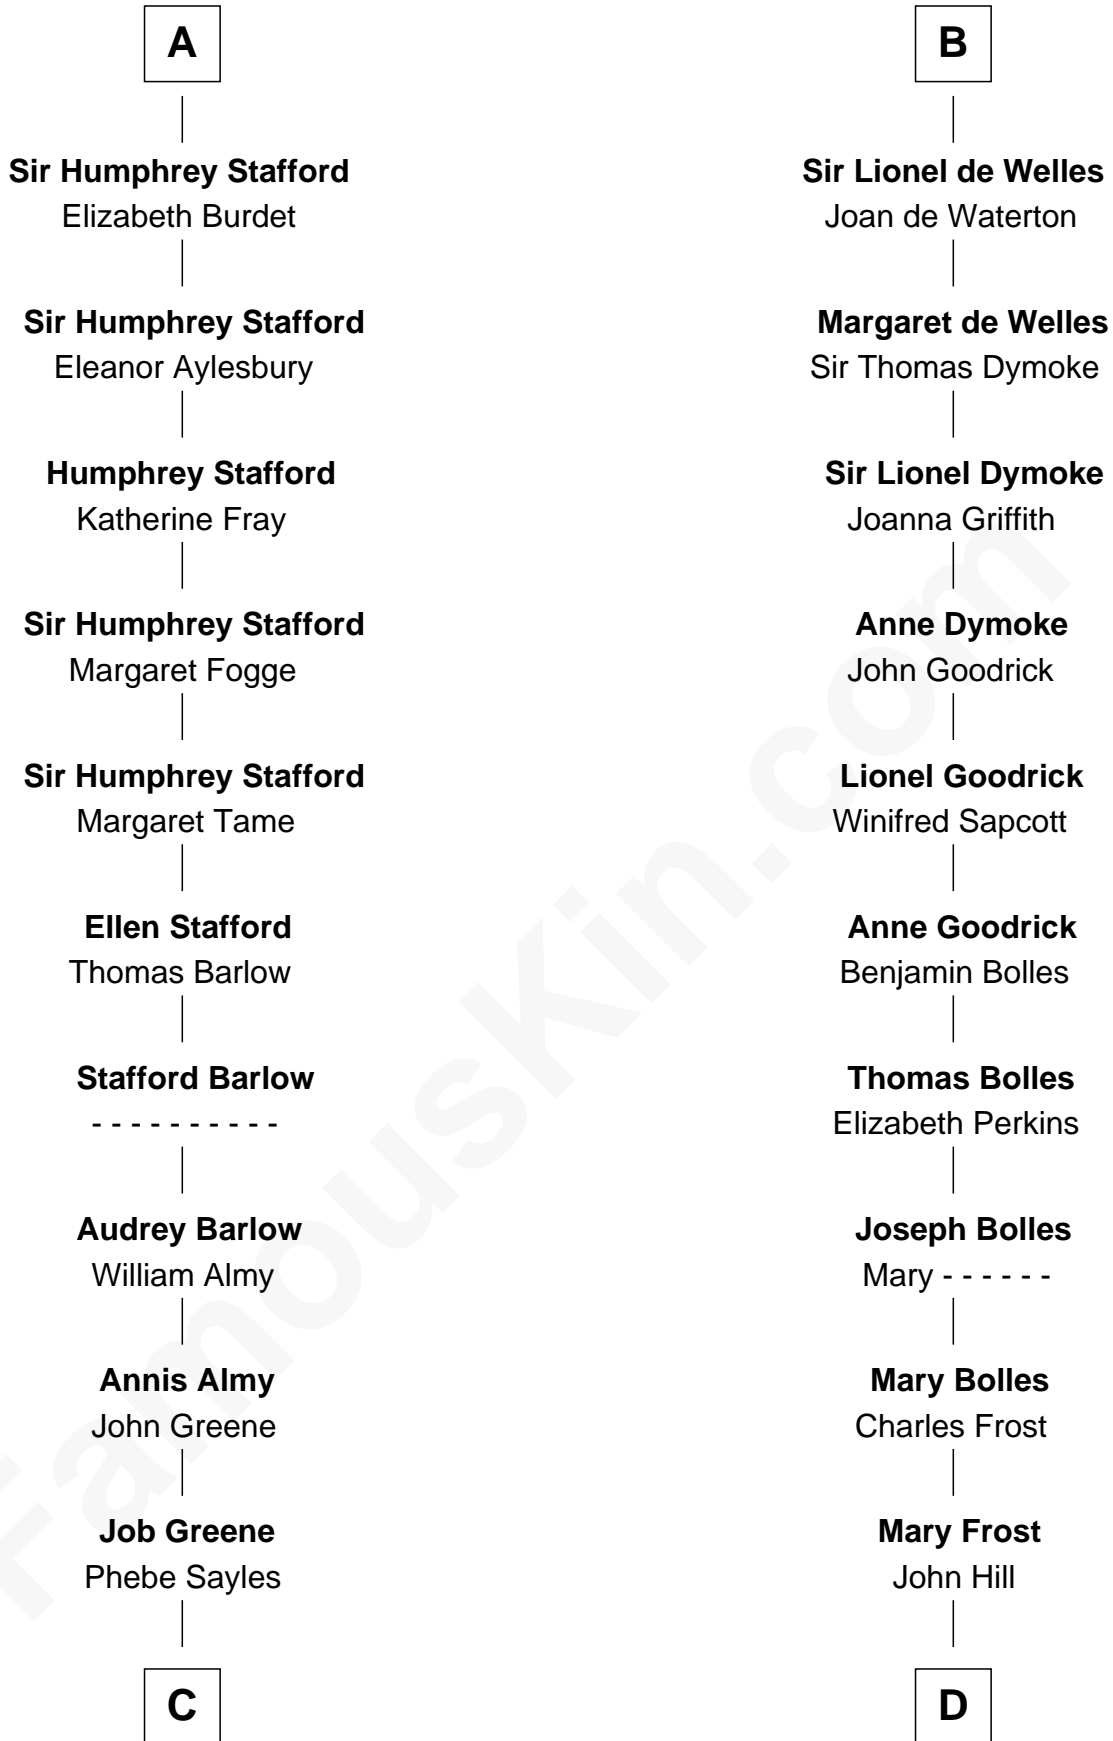 A
Sir Humphrey Stafford
Elizabeth Burdet
Sir Humphrey Stafford
Eleanor Aylesbury
Humphrey Stafford
Katherine Fray
Sir Humphrey Stafford
Margaret Fogge
Sir Humphrey Stafford
Margaret Tame
Ellen Stafford
Thomas Barlow
Stafford Barlow
- - - - - - - - - -
Audrey Barlow
William Almy
Annis Almy
John Greene
Job Greene
Phebe Sayles
C
B
Sir Lionel de Welles
Joan de Waterton
Margaret de Welles
Sir Thomas Dymoke
Sir Lionel Dymoke
Joanna Griffith
Anne Dymoke
John Goodrick
Lionel Goodrick
Winifred Sapcott
Anne Goodrick
Benjamin Bolles
Thomas Bolles
Elizabeth Perkins
Joseph Bolles
Mary - - - - - -
Mary Bolles
Charles Frost
Mary Frost
John Hill
D
FamousKin.com